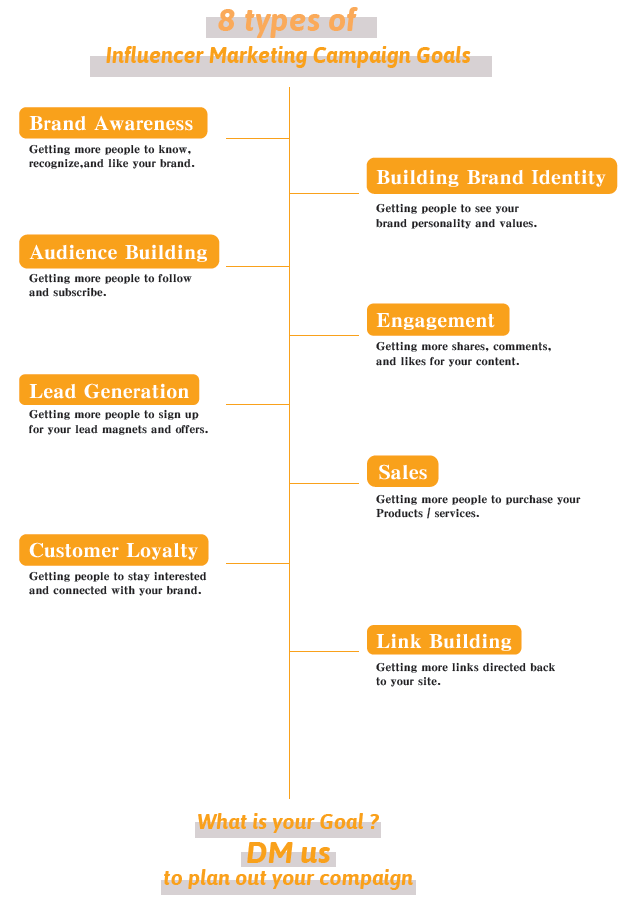 8 types of
Influencer Marketing Campaign Goals
Brand Awareness
Getting more people to know,
recognize,and like your brand.
Building Brand Identity
Getting people to see your
brand personality and values.
Audience Building
Getting more people to follow
and subscribe.
Engagement
Getting more shares, comments,
and likes for your content.
Lead Generation
Getting more people to sign up
for your lead magnets and offers.
Sales
Getting more people to purchase your
Products / services.
Customer Loyalty
Getting people to stay interested
and connected with your brand.
Link Building
Getting more links directed back
to your site.
What is your Goal ?
DM us
to plan out your compaign